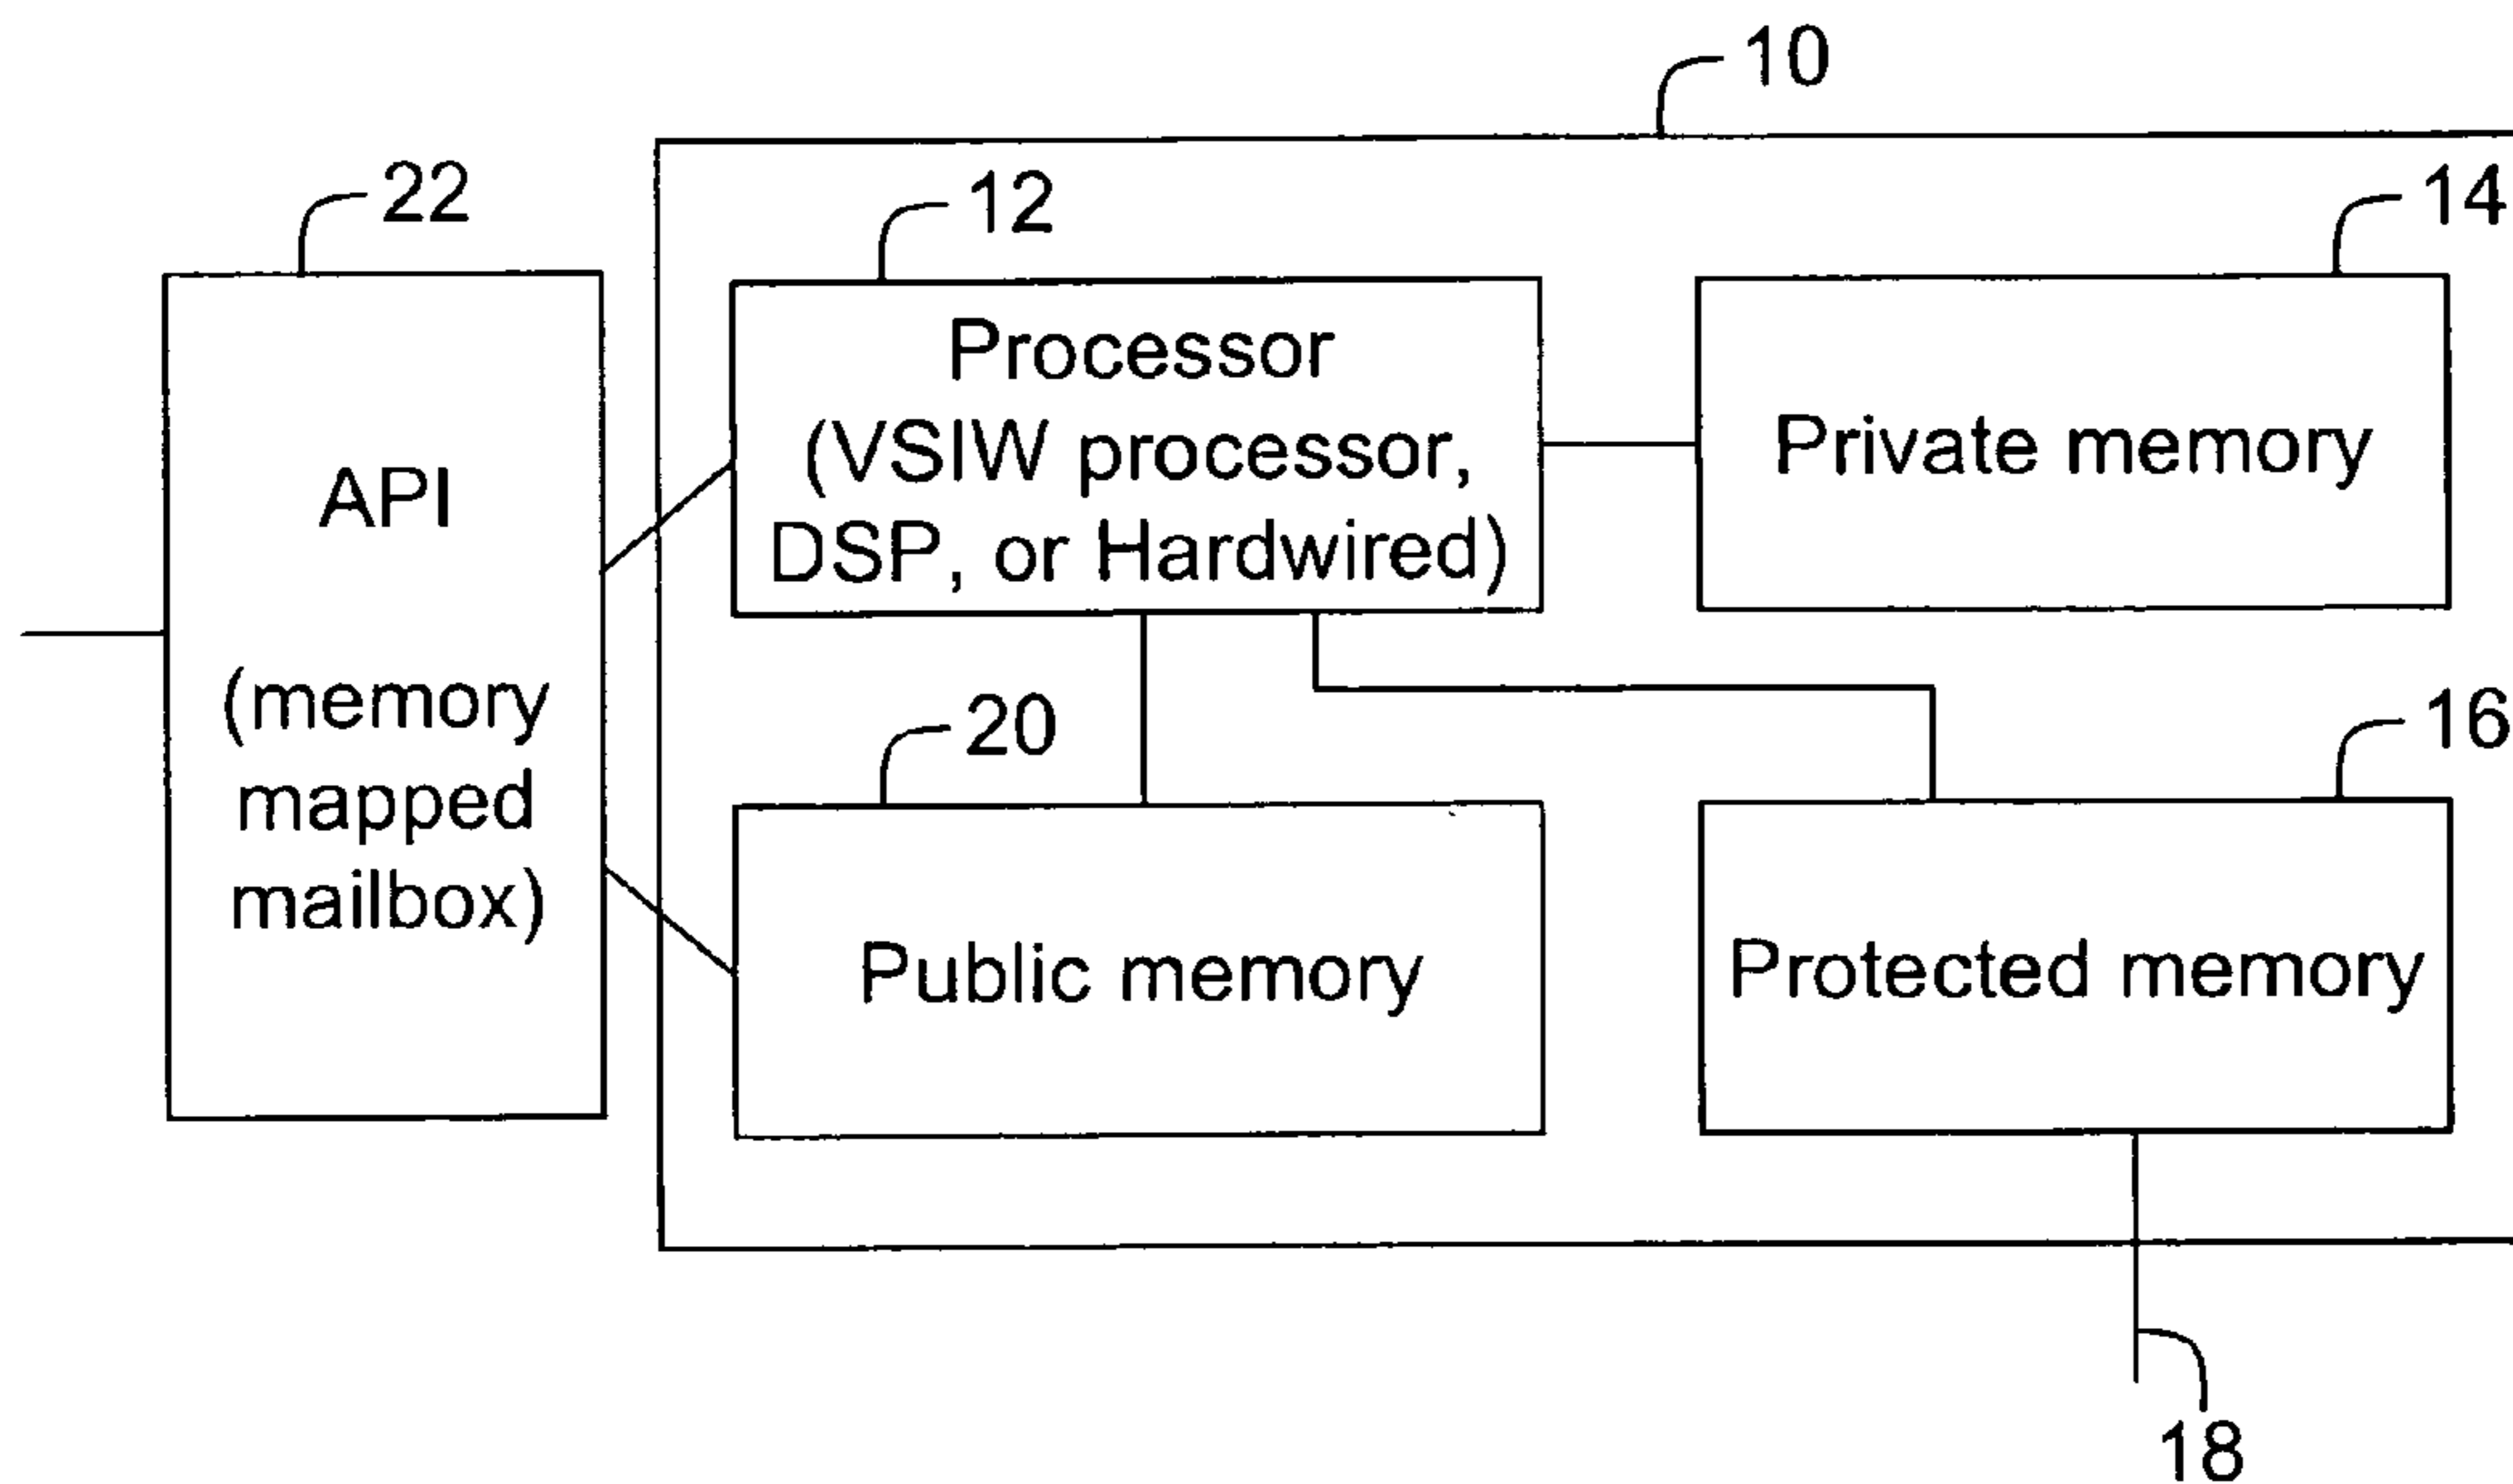 10
22
12
14
Processor
(VSIW processor,
DSP, or Hardwired)
Private memory
API
(memory
mapped
mailbox)
20
16
Public memory
Protected memory
18